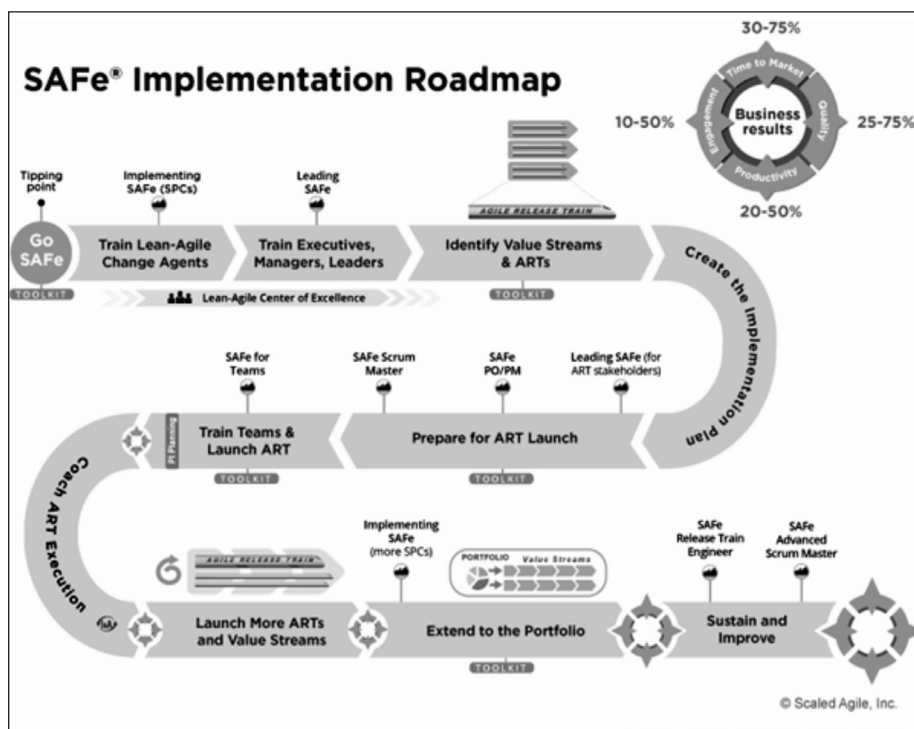 SAFe® Implementation Roadmap
30-75%
Time to Market
10-50%
Engagement
Business
results
Quality
25-75%
Productivity
20-50%
Tipping
point
Implementing
SAFe (SPCs)
Leading
SAFe
AGILE RELEASE TRAIN
Go
SAFe
Train Lean-Agile
Change Agents
Train Executives,
Managers, Leaders
Identify Value Streams
& ARTs
Create the Implementation Plan
TOOLKIT
Lean-Agile Center of Excellence
TOOLKIT
SAFe for
Teams
SAFe Scrum
Master
SAFe
PO/PM
Leading SAFe (for
ART stakeholders)
PI Planning
Train Teams &
Launch ART
Prepare for ART Launch
TOOLKIT
TOOLKIT
Coach ART Execution
AGILE RELEASE TRAIN
Implementing
SAFe
(more SPCs)
PORTFOLIO
Value Streams
SAFe
Release Train
Engineer
SAFe
Advanced
Scrum Master
Launch More ARTs
and Value Streams
Extend to the Portfolio
Sustain and
Improve
TOOLKIT
© Scaled Agile, Inc.